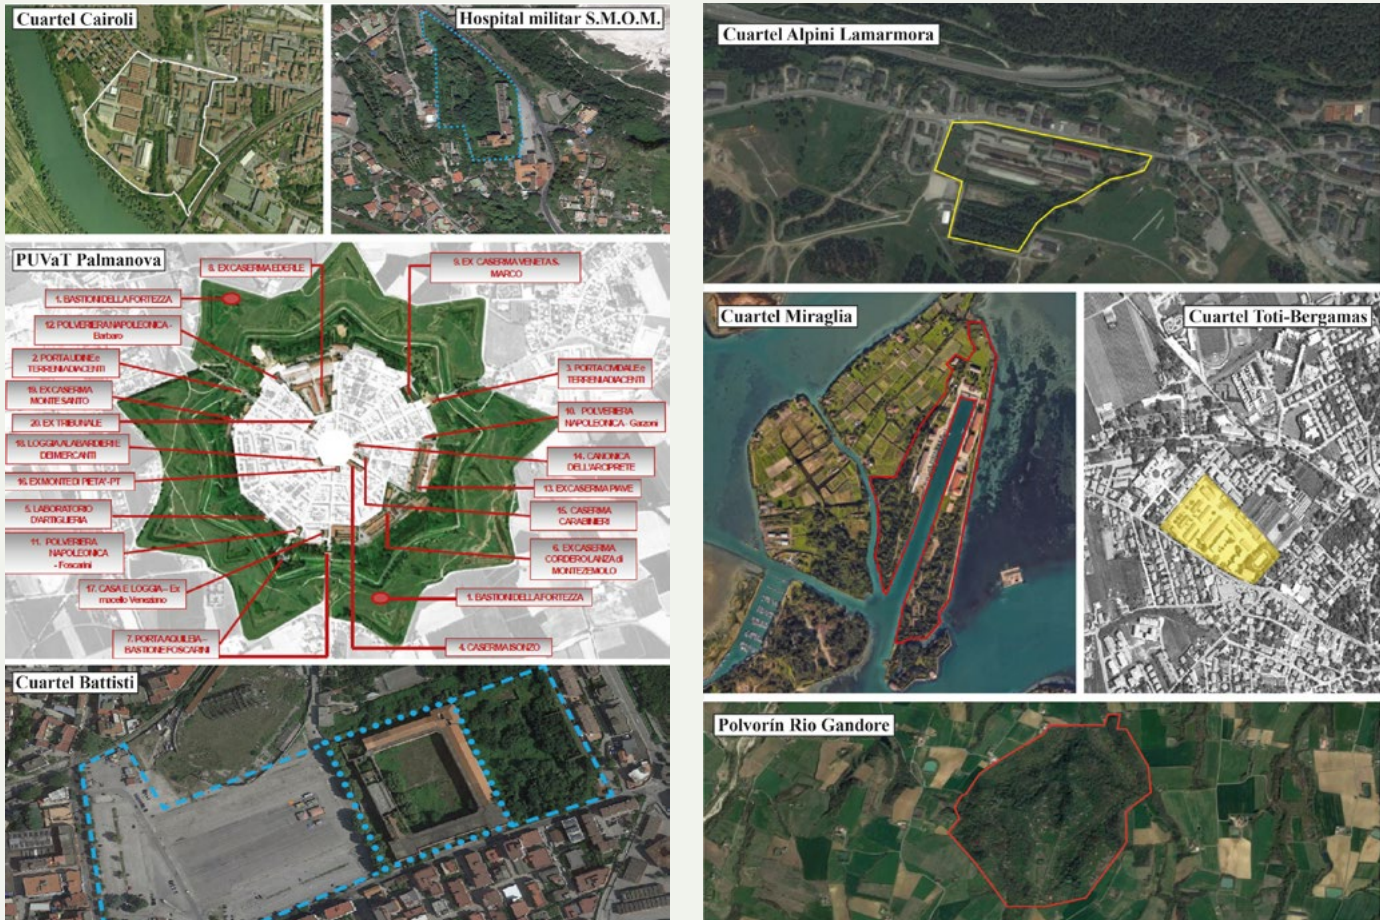 Cuartel Cairoli
Hospital militar S.M.O.M.
PUVaT Palmanova
8. EX CASERMA EDERLE
9. EX CASERMA VENETA S.
MARCO
1. BASTIONI DELLA FORTEZZA
12. POLVERIERA NAPOLEONICA -
Barbaro
2. PORTA UDINE e
TERRENI ADIACENTI
19. EX CASERMA
MONTESANTO
20. EX TRIBUNALE
18. LOGGIA ALABARDIERI E
DEI MERCANTI
16. EX MONTE DI PIETA'-PT
5. LABORATORIO
D'ARTIGLIERIA
11. POLVERIERA
NAPOLEONICA
- Foscarini
17. CASA E LOGGIA – Ex
macello Veneziano
7. PORTA AQUILEIA –
BASTIONE FOSCARINI
3. PORTA CIVIDALE e
TERRENI ADIACENTI
10. POLVERIERA
NAPOLEONICA - Garzoni
14. CANONICA
DELL'ARCIPRETE
13. EX CASERMA PIAVE
15. CASERMA
CARABINIERI
6. EX CASERMA
CORDERO LANZA di
MONTEZEMOLO
1. BASTIONI DELLA FORTEZZA
4. CASERMA ISONZO
Cuartel Battisti
Cuartel Alpini Lamarmora
Cuartel Miraglia
Cuartel Toti-Bergamas
Polvorín Rio Gandore